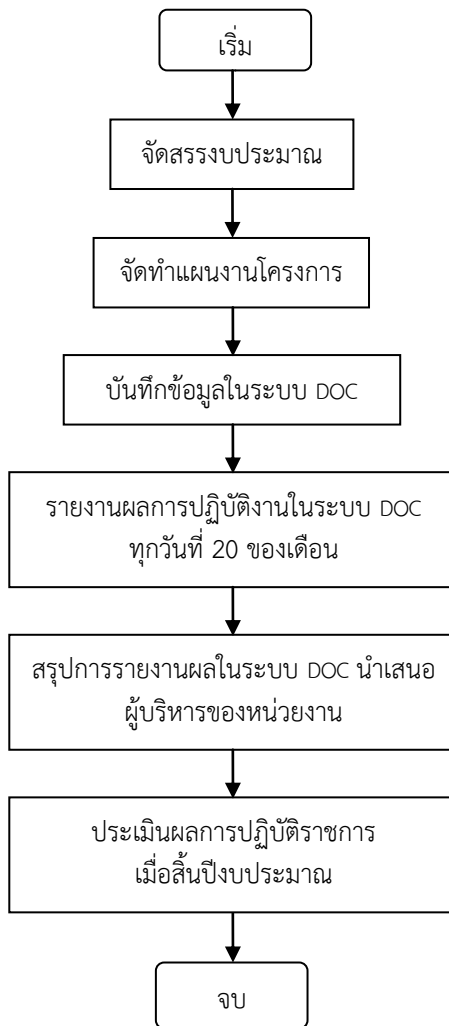 เริ่ม
จัดสรรงบประมาณ
จัดทำแผนงานโครงการ
บันทึกข้อมูลในระบบ DOC
รายงานผลการปฏิบัติงานในระบบ DOC
ทุกวันที่ 20 ของเดือน
สรุปการรายงานผลในระบบ DOC นำเสนอ
ผู้บริหารของหน่วยงาน
ประเมินผลการปฏิบัติราชการ
เมื่อสิ้นปีงบประมาณ
จบ